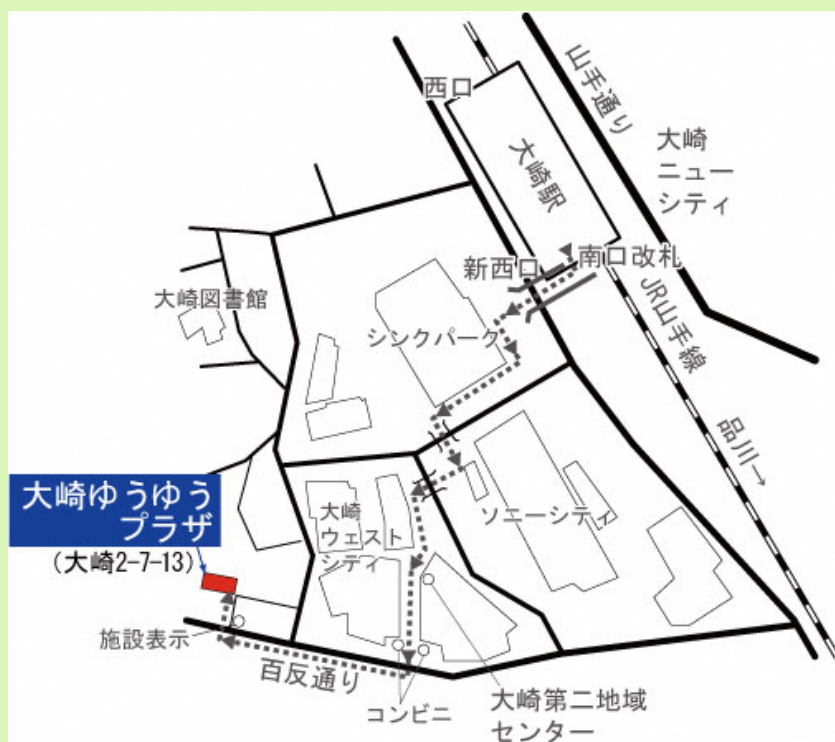 西口
山手通り
大崎駅
大崎
ニュー
シティ
新西口
南口改札
大崎図書館
シンクパーク
JR山手線
品川→
大崎ゆうゆう
プラザ
(大崎2-7-13)
大崎
ウェスト
シティ
ソニーシティ
施設表示
百反通り
コンビニ
大崎第二地域
センター